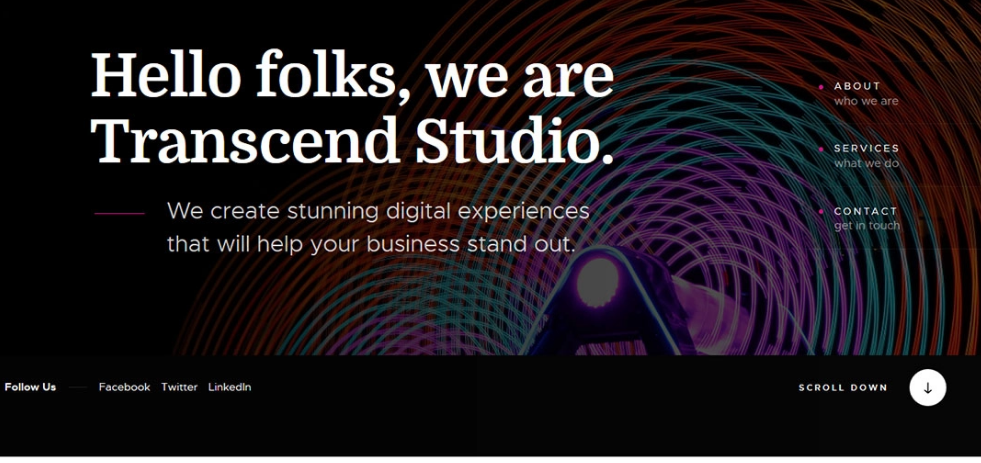 Hello folks, we are
Transcend Studio.
We create stunning digital experiences
that will help your business stand out.
ABOUT
who we are
SERVICES
what we do
CONTACT
get in touch
Follow Us Facebook Twitter LinkedIn
SCROLL DOWN